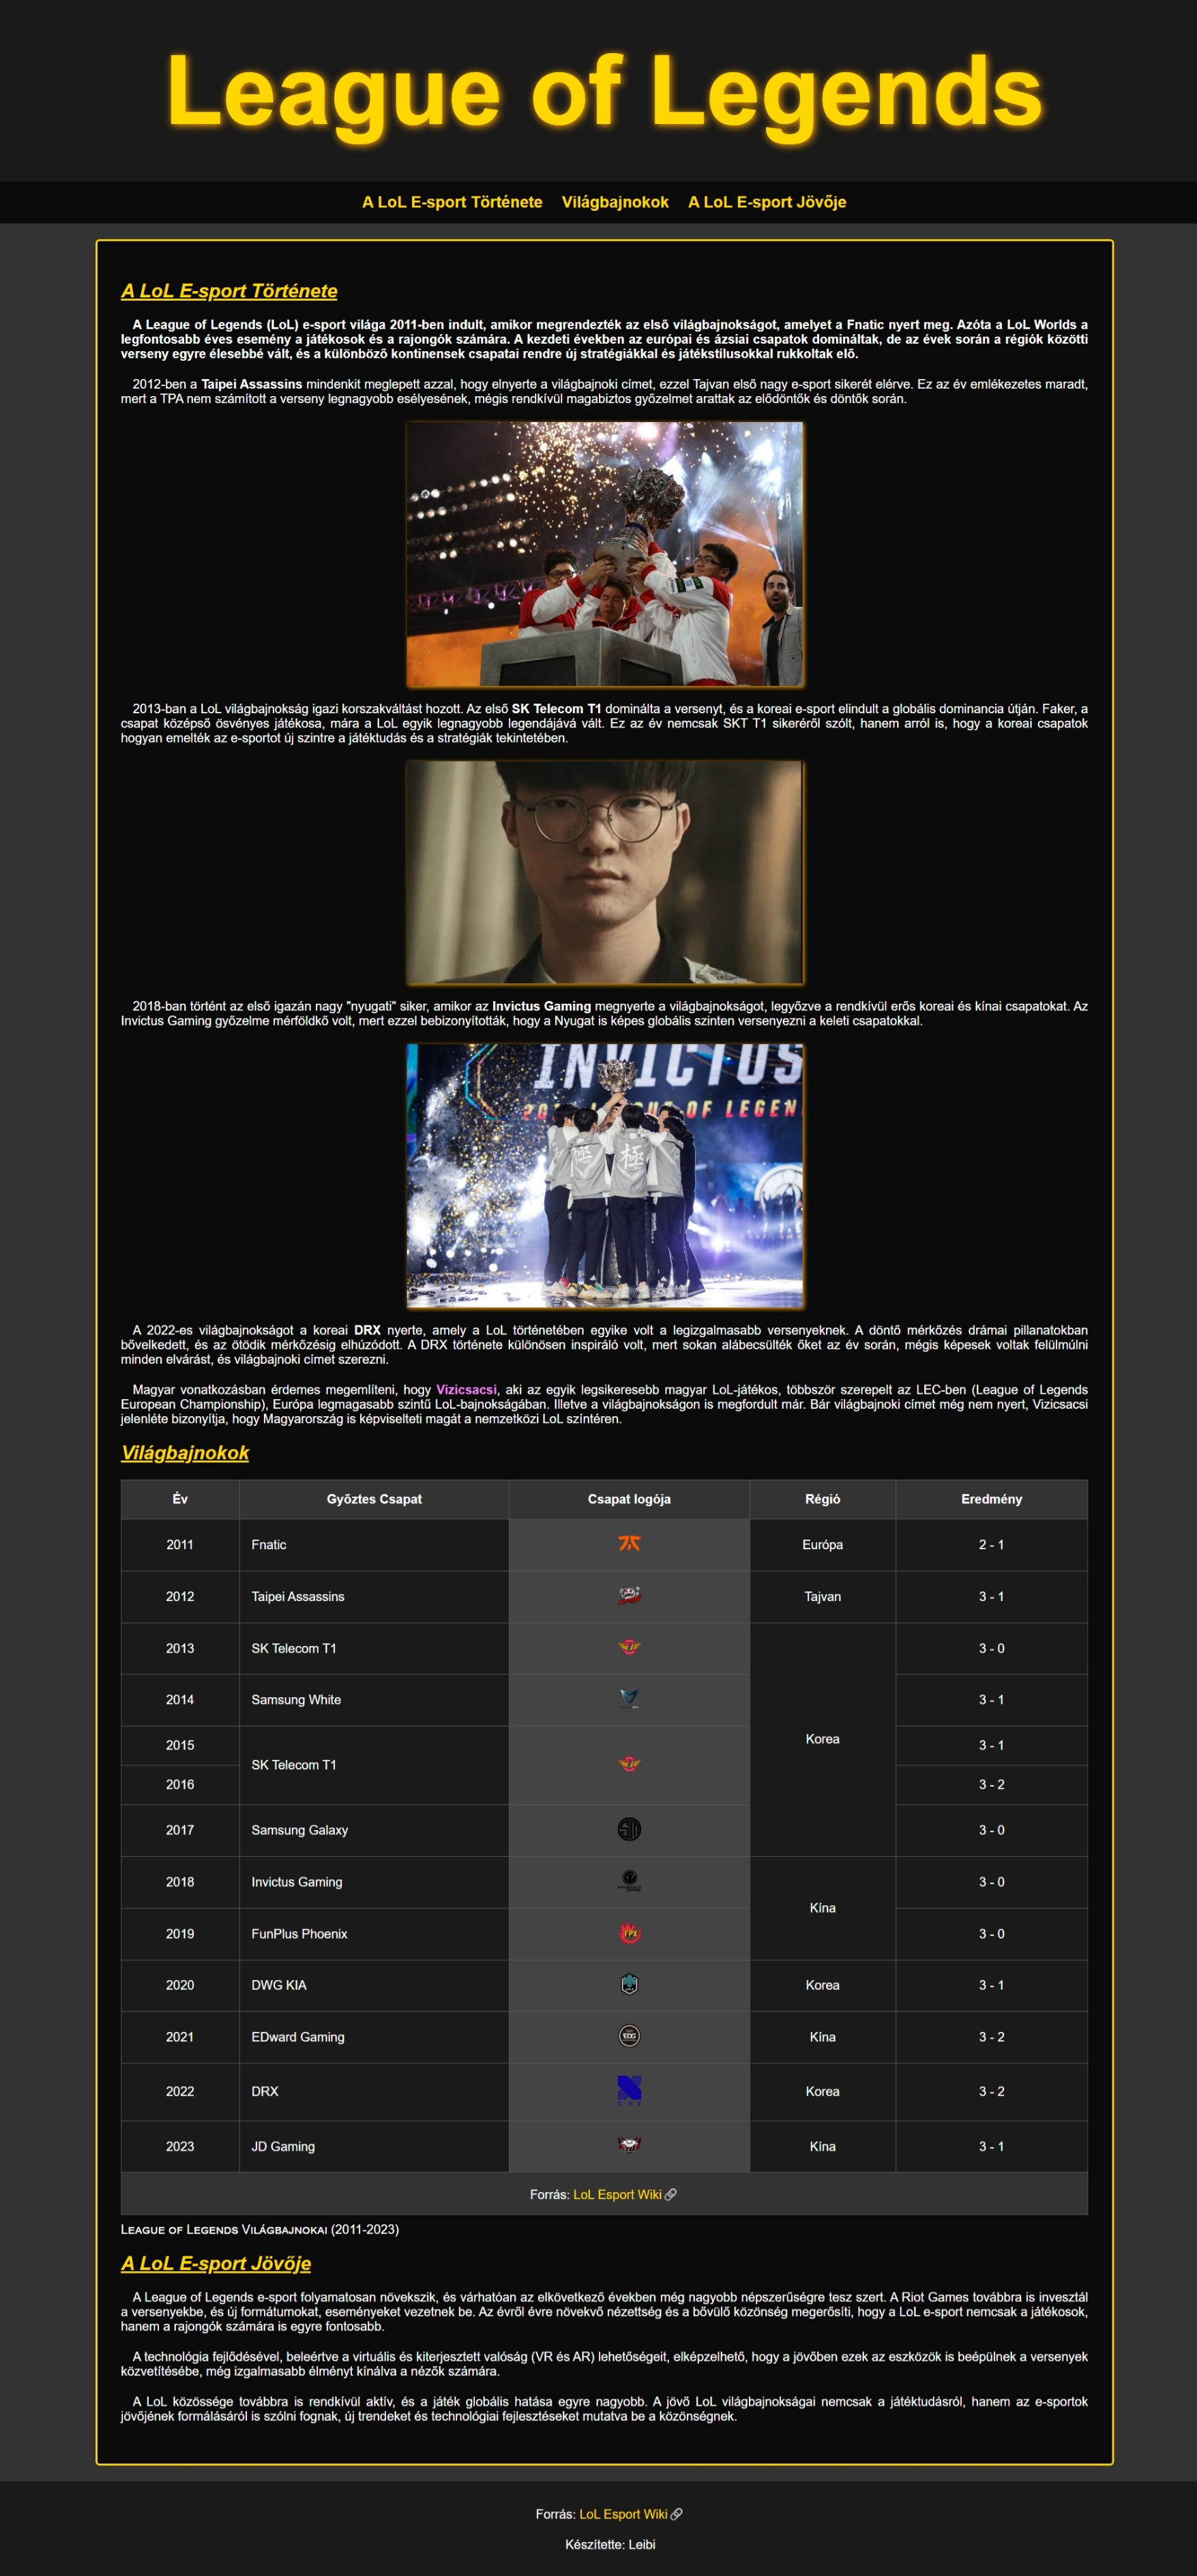 League of Legends
A LoL E-sport Története Világbajnokok A LoL E-sport Jövője
A LoL E-sport Története
A League of Legends (LoL) e-sport világa 2011-ben indult, amikor megrendezték az első világbajnokságot, amelyet a Fnatic nyert meg. Azóta a LoL Worlds a
legfontosabb éves esemény a játékosok és a rajongók számára. A kezdeti években az európai és ázsiai csapatok domináltak, de az évek során a régiók közötti
verseny egyre élesebbé vált, és a különböző kontinensek csapatai rendre új stratégiákkal és játékstílusokkal rukkoltak elő.
2012-ben a Taipei Assassins mindenkit meglepett azzal, hogy elnyerte a világbajnoki címet, ezzel Tajvan első nagy e-sport sikerét elérve. Ez az év emlékezetes maradt,
mert a TPA nem számított a verseny legnagyobb esélyesének, mégis rendkívül magabiztos győzelmet arattak az elődöntők és döntők során.
2013-ban a LoL világbajnokság igazi korszakváltást hozott. Az első SK Telecom T1 dominálta a versenyt, és a koreai e-sport elindult a globális dominancia útján. Faker, a
csapat középső ösvényes játékosa, mára a LoL egyik legnagyobb legendájává vált. Ez az év nemcsak SKT T1 sikeréről szólt, hanem arról is, hogy a koreai csapatok
hogyan emelték az e-sportot új szintre a játéktudás és a stratégiák tekintetében.
2018-ban történt az első igazán nagy "nyugati" siker, amikor az Invictus Gaming megnyerte a világbajnokságot, legyőzve a rendkívül erős koreai és kínai csapatokat. Az
Invictus Gaming győzelme mérföldkő volt, mert ezzel bebizonyították, hogy a Nyugat is képes globális szinten versenyezni a keleti csapatokkal.
INVICTUS
OF LEGEN
極 極
A 2022-es világbajnokságot a koreai DRX nyerte, amely a LoL történetében egyike volt a legizgalmasabb versenyeknek. A döntő mérkőzés drámai pillanatokban
bővelkedett, és az ötödik mérkőzésig elhúzódott. A DRX története különösen inspiráló volt, mert sokan alábecsülték őket az év során, mégis képesek voltak felülmúlni
minden elvárást, és világbajnoki címet szerezni.
Magyar vonatkozásban érdemes megemlíteni, hogy Vizicsacsi, aki az egyik legsikeresebb magyar LoL-játékos, többször szerepelt az LEC-ben (League of Legends
European Championship), Európa legmagasabb szintű LoL-bajnokságában. Illetve a világbajnokságon is megfordult már. Bár világbajnoki címet még nem nyert, Vizicsacsi
jelenléte bizonyítja, hogy Magyarország is képviselteti magát a nemzetközi LoL színtéren.
Világbajnokok
Év Győztes Csapat Csapat logója Régió Eredmény
2011 Fnatic Európa 2 - 1
2012 Taipei Assassins Tajvan 3 - 1
2013 SK Telecom T1 3 - 0
2014 Samsung White 3 - 1
Korea
2015 3 - 1
SK Telecom T1
2016 3 - 2
2017 Samsung Galaxy 3 - 0
2018 Invictus Gaming 3 - 0
Kína
2019 FunPlus Phoenix FPX 3 - 0
2020 DWG KIA Korea 3 - 1
2021 EDward Gaming EDG Kína 3 - 2
2022 DRX DRX Korea 3 - 2
2023 JD Gaming Kína 3 - 1
Forrás: LoL Esport Wiki🔗
League of Legends Világbajnokai (2011-2023)
A LoL E-sport Jövője
A League of Legends e-sport folyamatosan növekszik, és várhatóan az elkövetkező években még nagyobb népszerűségre tesz szert. A Riot Games továbbra is invesztál
a versenyekbe, és új formátumokat, eseményeket vezetnek be. Az évről évre növekvő nézettség és a bővülő közönség megerősíti, hogy a LoL e-sport nemcsak a játékosok,
hanem a rajongók számára is egyre fontosabb.
A technológia fejlődésével, beleértve a virtuális és kiterjesztett valóság (VR és AR) lehetőségeit, elképzelhető, hogy a jövőben ezek az eszközök is beépülnek a versenyek
közvetítésébe, még izgalmasabb élményt kínálva a nézők számára.
A LoL közössége továbbra is rendkívül aktív, és a játék globális hatása egyre nagyobb. A jövő LoL világbajnokságai nemcsak a játéktudásról, hanem az e-sportok
jövőjének formálásáról is szólni fognak, új trendeket és technológiai fejlesztéseket mutatva be a közönségnek.
Forrás: LoL Esport Wiki🔗
Készítette: Leibi